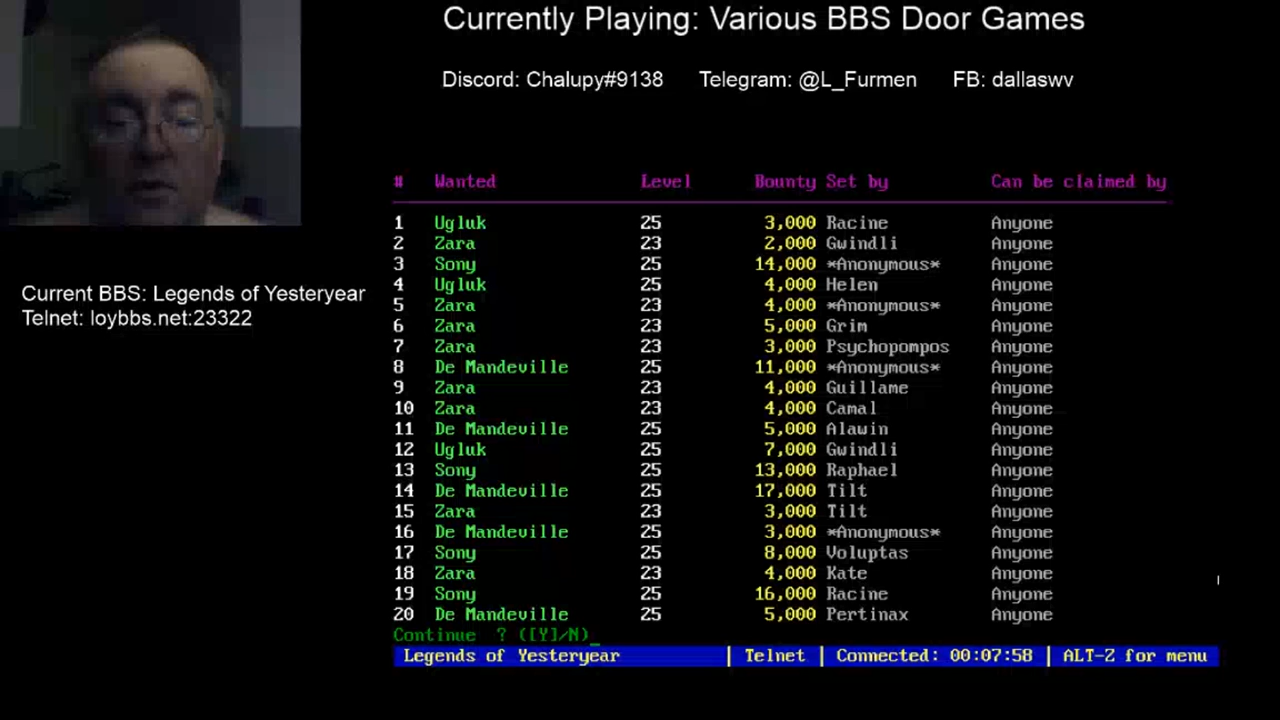 Currently Playing: Various BBS Door Games
Discord: Chalupy#9138 Telegram: @L_Furmen FB: dallaswv
# Wanted Level Bounty Set by Can be claimed by
1 Ugluk 25 3,000 Racine Anyone
2 Zara 23 2,000 Gwindli Anyone
3 Sony 25 14,000 *Anonymous* Anyone
4 Ugluk 25 4,000 Helen Anyone
5 Zara 23 4,000 *Anonymous* Anyone
6 Zara 23 5,000 Grim Anyone
7 Zara 23 3,000 Psychopompos Anyone
8 De Mandeville 25 11,000 *Anonymous* Anyone
9 Zara 23 4,000 Guillame Anyone
10 Zara 23 4,000 Camal Anyone
11 De Mandeville 25 5,000 Alawin Anyone
12 Ugluk 25 7,000 Gwindli Anyone
13 Sony 25 13,000 Raphael Anyone
14 De Mandeville 25 17,000 Tilt Anyone
15 Zara 23 3,000 Tilt Anyone
16 De Mandeville 25 3,000 *Anonymous* Anyone
17 Sony 25 8,000 Voluptas Anyone
18 Zara 23 4,000 Kate Anyone
19 Sony 25 16,000 Racine Anyone
20 De Mandeville 25 5,000 Pertinax Anyone
Continue ? ([Y]/N)_
Legends of Yesteryear | Telnet | Connected: 00:07:58 | ALT-Z for menu
Current BBS: Legends of Yesteryear
Telnet: loybbs.net:23322